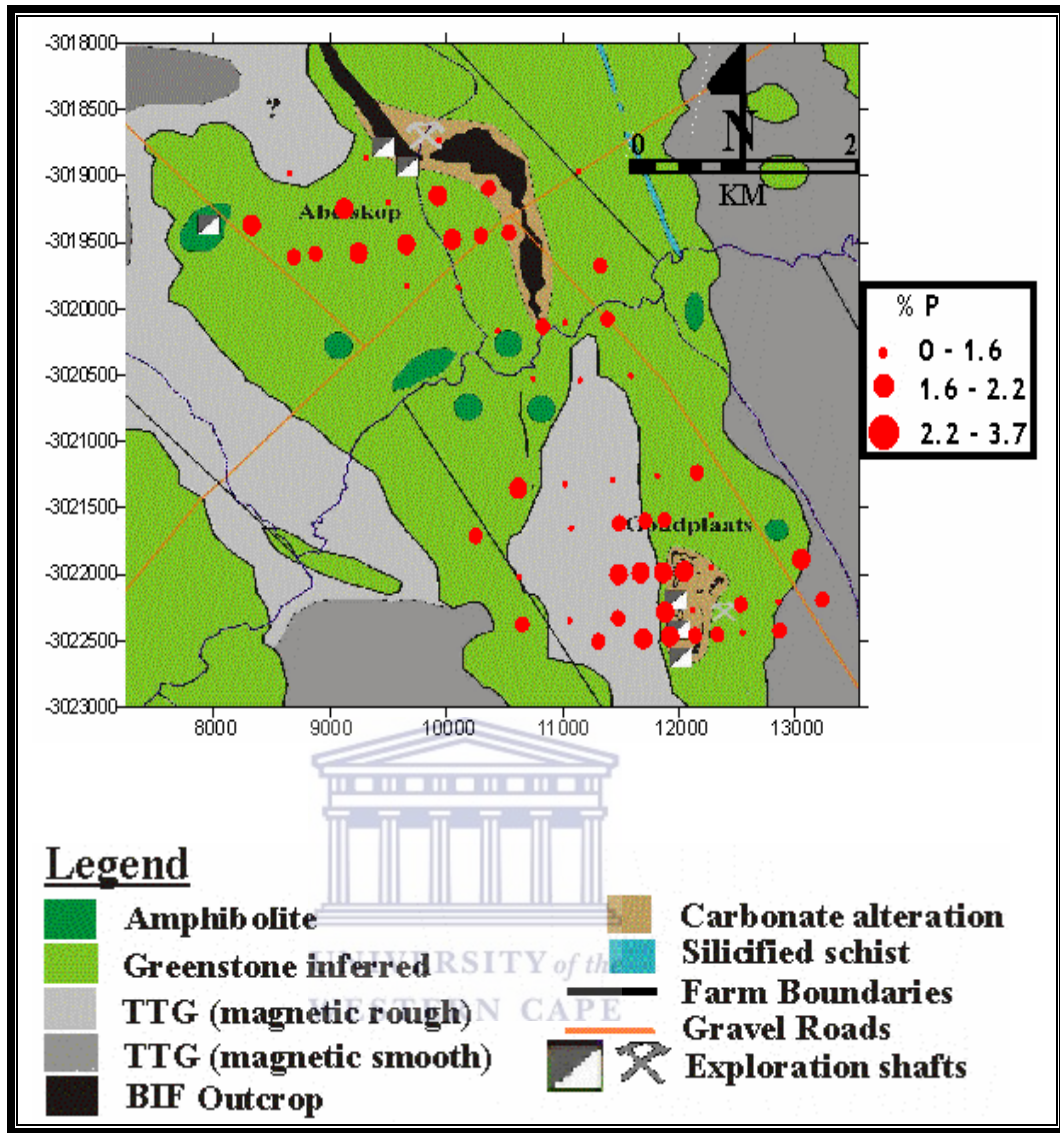 -3018000
-3018500
-3019000
-3019500
-3020000
-3020500
-3021000
-3021500
-3022000
-3022500
-3023000
8000
9000
10000
11000
12000
13000
?
N
0 2
KM
% P
0 - 1.6
1.6 - 2.2
2.2 - 3.7
Legend
Amphibolite
Greenstone inferred
TTG (magnetic rough)
TTG (magnetic smooth)
BIF Outcrop
Carbonate alteration
Silicified schist
Farm Boundaries
Gravel Roads
Exploration shafts
UNIVERSITY of the
WESTERN CAPE